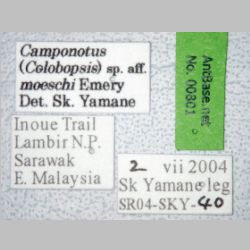 Camponotus
(Colobopsis) sp. aff.
moeschi Emery
Det. Sk. Yamane
AntBase.net
No. 00801
Inoue Trail
Lambir N.P.
Sarawak
E. Malaysia
2 vii 2004
Sk Yamane leg
SR04-SKY-40